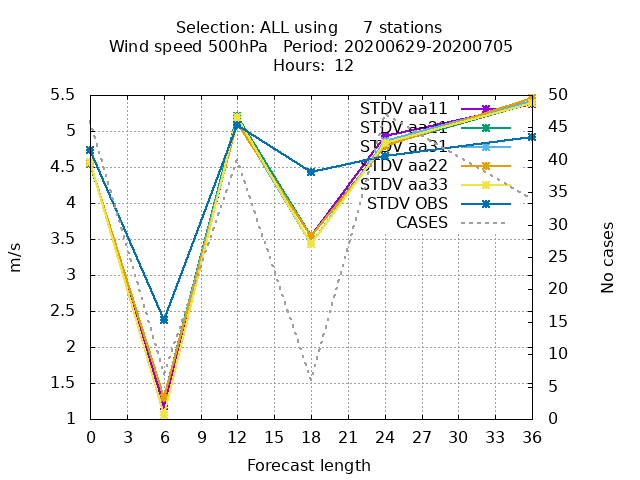 Selection: ALL using 7 stations
Wind speed 500hPa Period: 20200629-20200705
Hours: 12
5.5
5
4.5
4
3.5
3
2.5
2
1.5
1
m/s
STDV aa11
STDV aa21
STDV aa31
STDV aa22
STDV aa33
STDV OBS
CASES
50
45
40
35
30
25
20
15
10
5
0
No cases
0 3 6 9 12 15 18 21 24 27 30 33 36
Forecast length